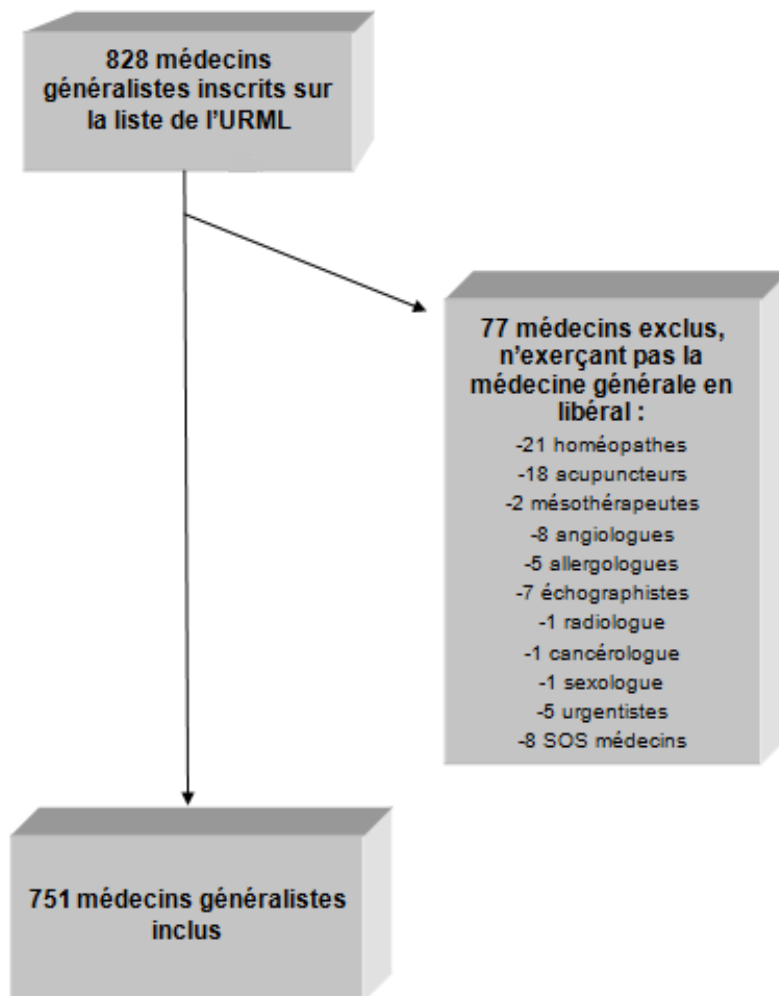 828 médecins
généralistes inscrits sur
la liste de l'URML
77 médecins exclus,
n'exerçant pas la
médecine générale en
libéral :
-21 homéopathes
-18 acupuncteurs
-2 mésothérapeutes
-8 angiologues
-5 allergologues
-7 échographistes
-1 radiologue
-1 cancérologue
-1 sexologue
-5 urgentistes
-8 SOS médecins
751 médecins généralistes
inclus